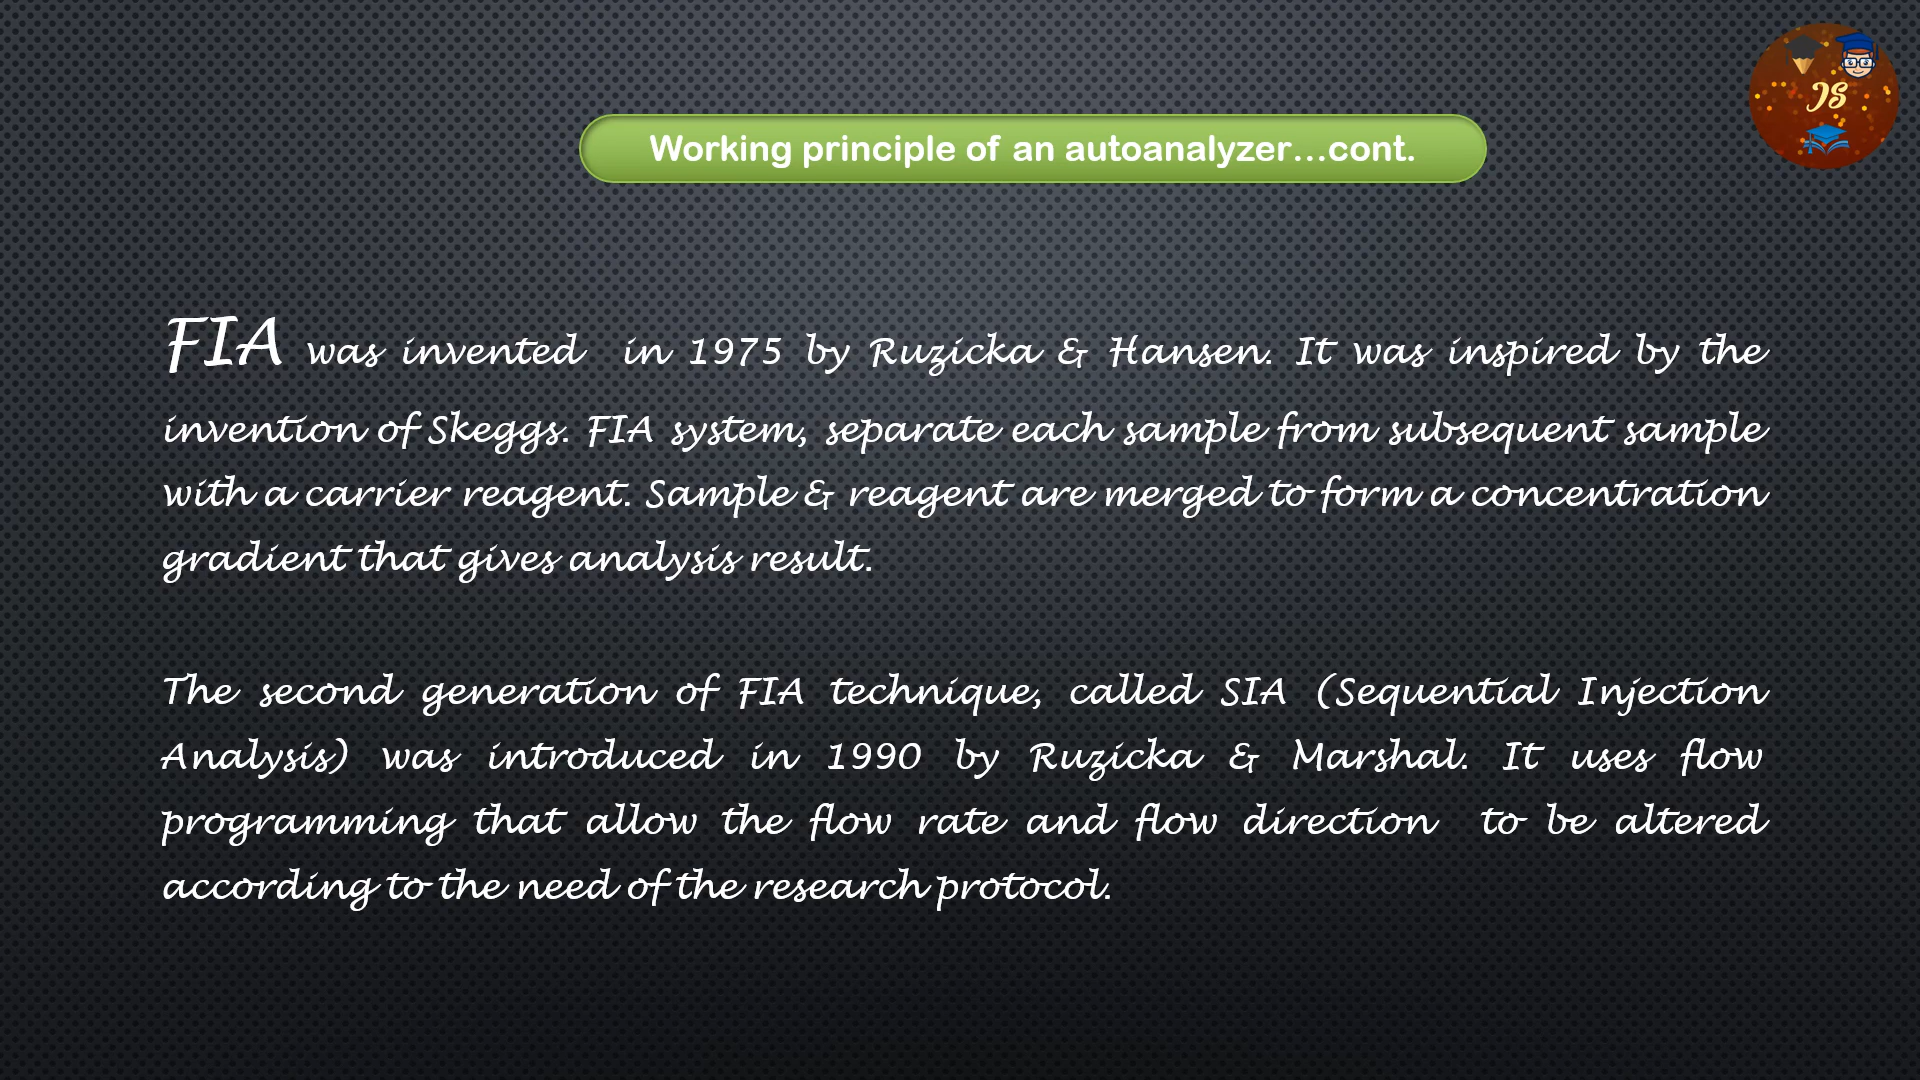 JS
Working principle of an autoanalyzer...cont.
FIA was invented in 1975 by Ruzicka & Hansen. It was inspired by the
invention of Skeggs. FIA system, separate each sample from subsequent sample
with a carrier reagent. Sample & reagent are merged to form a concentration
gradient that gives analysis result.
The second generation of FIA technique, called SIA (Sequential Injection
Analysis) was introduced in 1990 by Ruzicka & Marshal. It uses flow
programming that allow the flow rate and flow direction to be altered
according to the need of the research protocol.